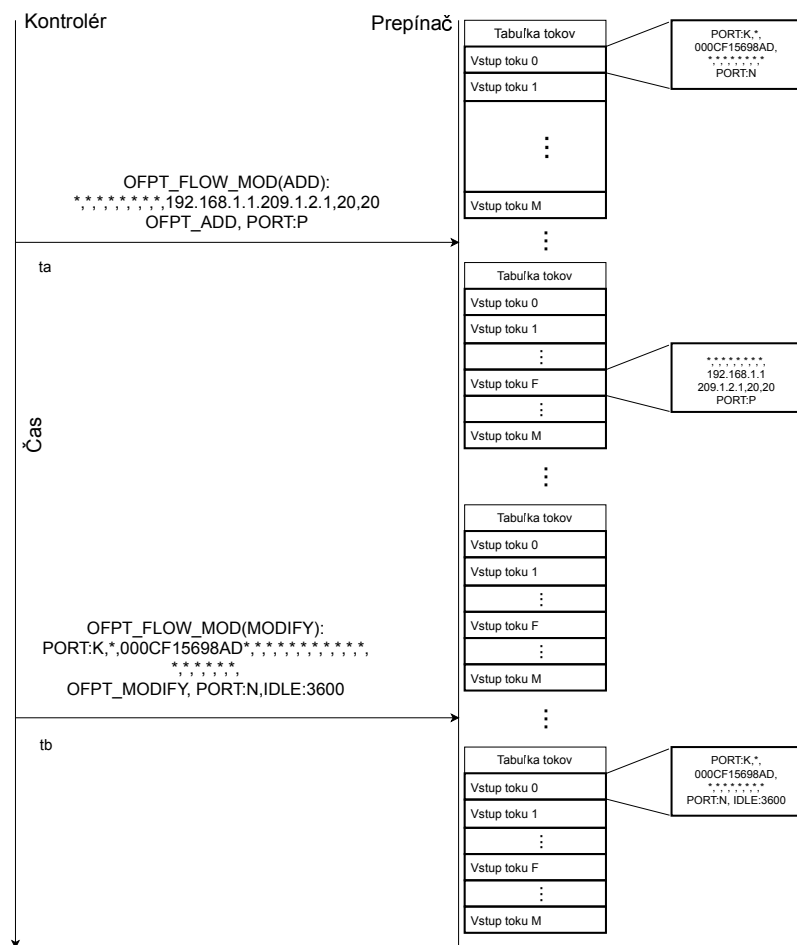 Kontrolér
Prepínač
Tabuľka tokov
Vstup toku 0
Vstup toku 1
⋮
Vstup toku M
PORT:K,*,
000CF15698AD,
*,*,*,*,*,*,*,*
PORT:N
OFPT_FLOW_MOD(ADD):
*,*,*,*,*,*,*,*,192.168.1.1.209.1.2.1,20,20
OFPT_ADD, PORT:P
⋮
ta
Tabuľka tokov
Vstup toku 0
Vstup toku 1
⋮
Vstup toku F
⋮
Vstup toku M
*,*,*,*,*,*,*,*,
192.168.1.1
209.1.2.1,20,20
PORT:P
Čas
⋮
Tabuľka tokov
Vstup toku 0
Vstup toku 1
⋮
Vstup toku F
⋮
Vstup toku M
OFPT_FLOW_MOD(MODIFY):
PORT:K,*,000CF15698AD*,*,*,*,*,*,*,*,*,*,*,*,
*,*,*,*,*,*,
OFPT_MODIFY, PORT:N,IDLE:3600
⋮
tb
Tabuľka tokov
Vstup toku 0
Vstup toku 1
⋮
Vstup toku F
⋮
Vstup toku M
PORT:K,*,
000CF15698AD,
*,*,*,*,*,*,*,*
PORT:N, IDLE:3600